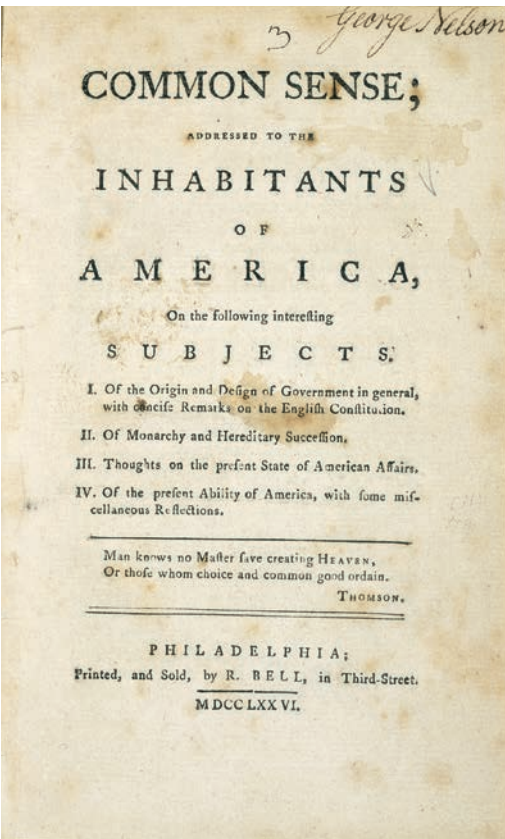 3
George Nelson
COMMON SENSE;
ADDRESSED TO THE
INHABITANTS
OF
AMERICA,
On the following intereſting
SUBJECTS.
I. Of the Origin and Deſign of Government in general,
with conciſe Remarks on the Engliſh Conſtitution.
II. Of Monarchy and Hereditary Succeſſion.
III. Thoughts on the preſent State of American Affairs.
IV. Of the preſent Ability of America, with ſome miſ-
cellaneous Reflections.
Man knows no Maſter ſave creating HEAVEN,
Or thoſe whom choice and common good ordain.
THOMSON.
PHILADELPHIA;
Printed, and Sold, by R. BELL, in Third-Street.
MDCCLXXVI.